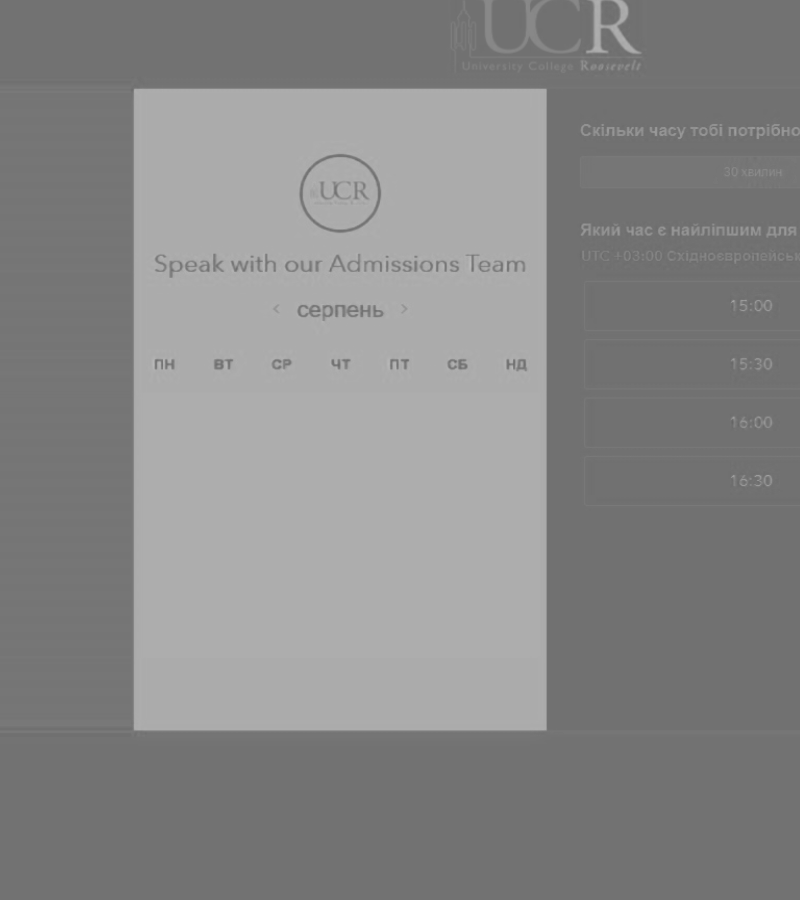 UCR
University College Roosevelt
UCR
Speak with our Admissions Team
< серпень >
ПН ВТ СР ЧТ ПТ СБ НД
Скільки часу тобі потрібно
30 хвилин
Який час є найліпшим для
UTC +03:00 Східноєвропейськ
15:00
15:30
16:00
16:30